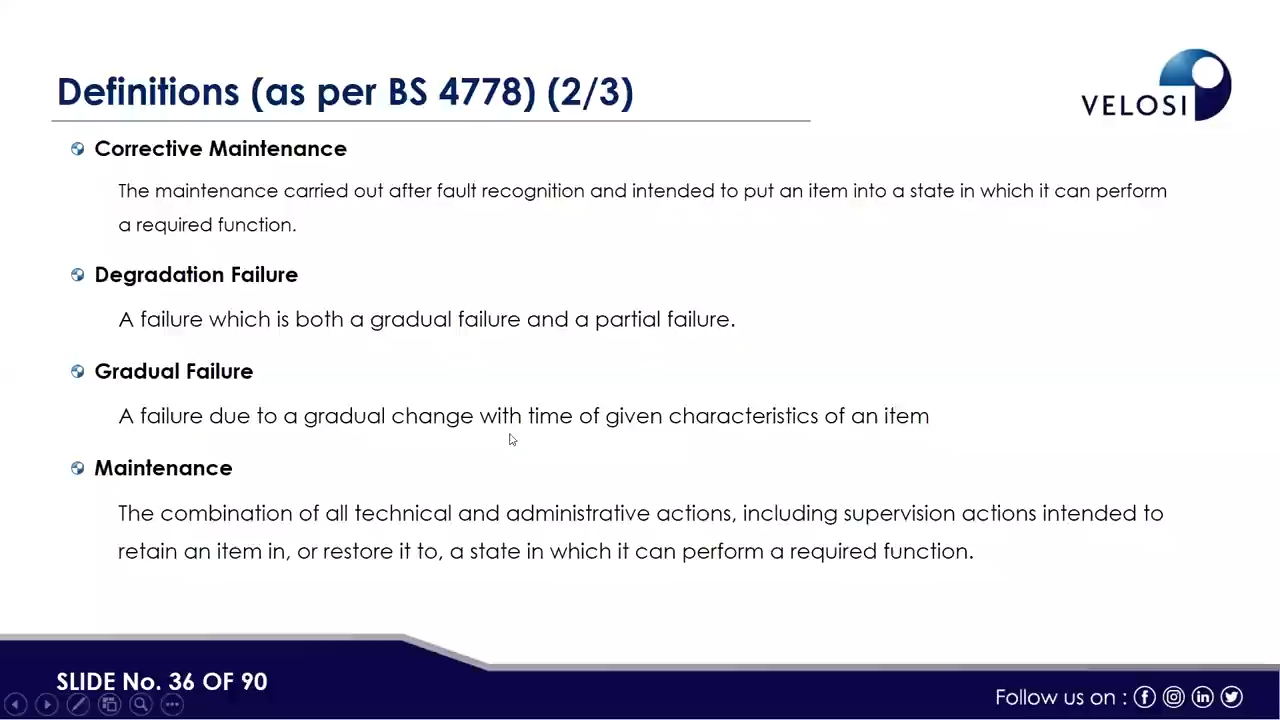 Definitions (as per BS 4778) (2/3)
VELOSI
Corrective Maintenance
The maintenance carried out after fault recognition and intended to put an item into a state in which it can perform
a required function.
Degradation Failure
A failure which is both a gradual failure and a partial failure.
Gradual Failure
A failure due to a gradual change with time of given characteristics of an item
Maintenance
The combination of all technical and administrative actions, including supervision actions intended to
retain an item in, or restore it to, a state in which it can perform a required function.
SLIDE No. 36 OF 90
Follow us on :